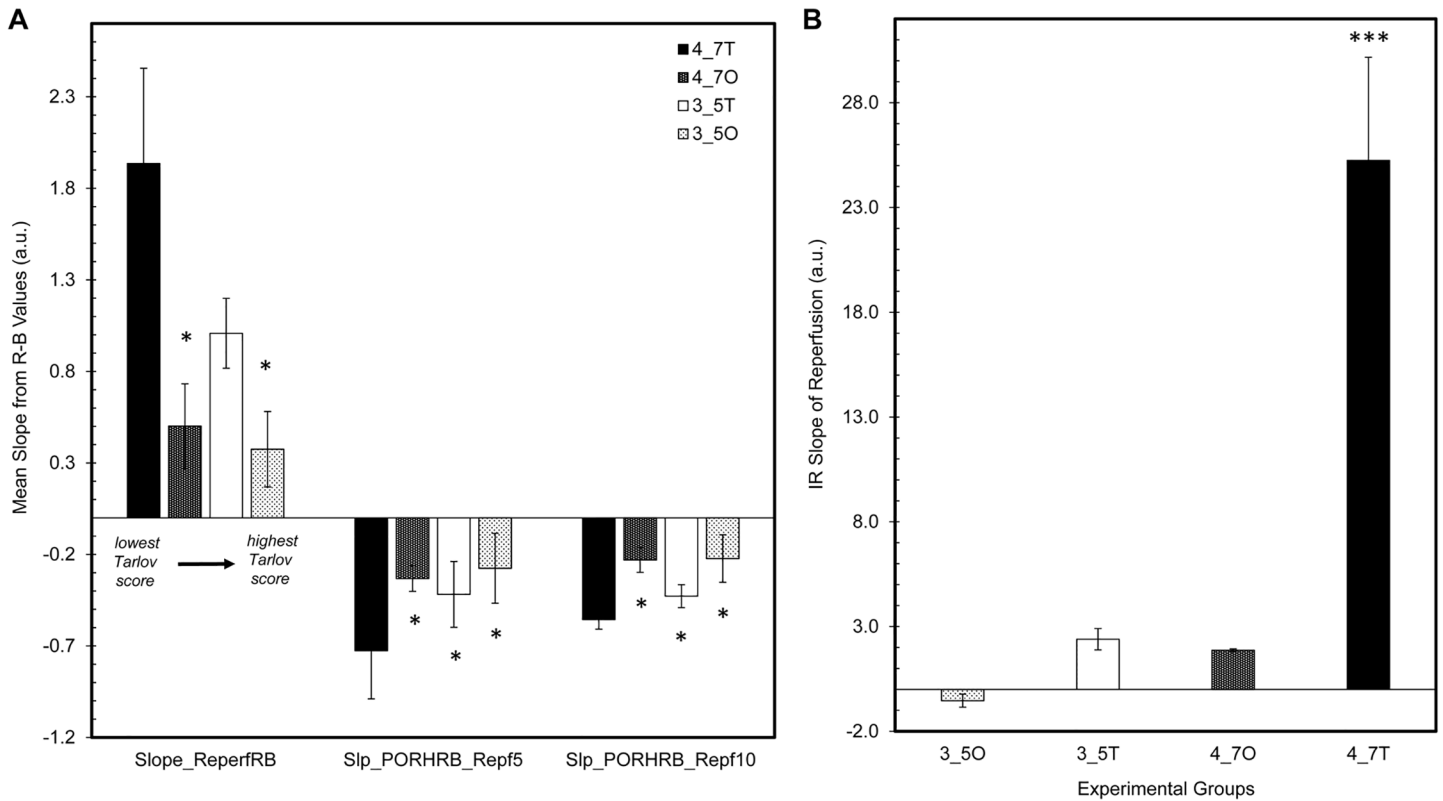 A
Mean Slope from R-B Values (a.u.)
2.3
1.8
1.3
0.8
0.3
-0.2
-0.7
-1.2
4_7T
4_7O
3_5T
3_5O
*
*
lowest
Tarlov
score
highest
Tarlov
score
*
*
*
*
*
*
Slope_ReperfRB
Slp_PORHRB_Repf5
Slp_PORHRB_Repf10
B
IR Slope of Reperfusion (a.u.)
28.0
23.0
18.0
13.0
8.0
3.0
-2.0
***
3_5O
3_5T
4_7O
4_7T
Experimental Groups